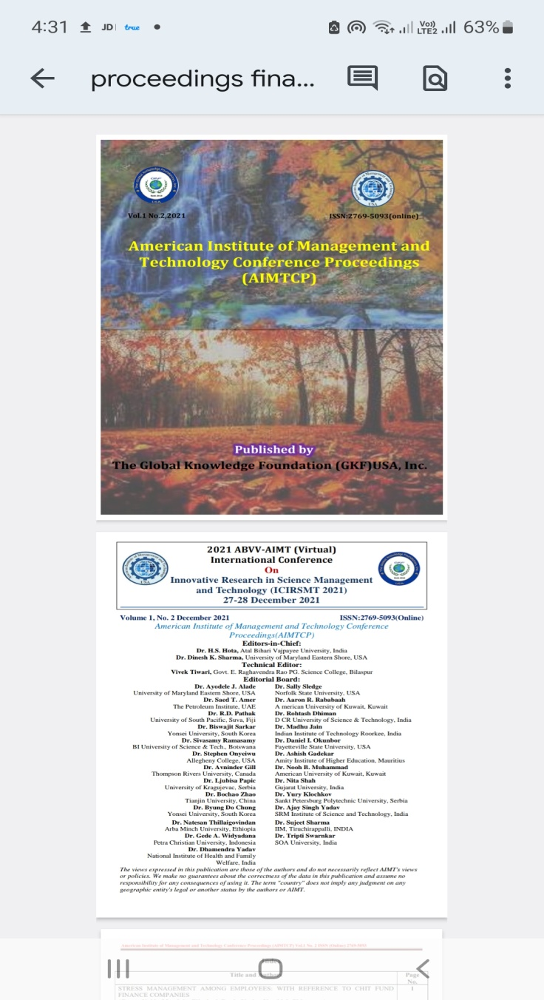 4:31 JD true Vo)) LTE2 63%
proceedings fina...
Vol.1 No.2,2021 ISSN:2769-5093(online)
American Institute of Management and
Technology Conference Proceedings
(AIMTCP)
Published by
The Global Knowledge Foundation (GKF)USA, Inc.
2021 ABVV-AIMT (Virtual)
International Conference
On
Innovative Research in Science Management
and Technology (ICIRSMT 2021)
27-28 December 2021
Volume 1, No. 2 December 2021 ISSN:2769-5093(Online)
American Institute of Management and Technology Conference
Proceedings(AIMTCP)
Editors-in-Chief:
Dr. H.S. Hota, Atal Bihari Vajpayee University, India
Dr. Dinesh K. Sharma, University of Maryland Eastern Shore, USA
Technical Editor:
Vivek Tiwari, Govt. E. Raghavendra Rao PG. Science College, Bilaspur
Editorial Board:
Dr. Ayodele J. Alade
University of Maryland Eastern Shore, USA
Dr. Saed T. Amer
The Petroleum Institute, UAE
Dr. R.D. Pathak
University of South Pacific, Suva, Fiji
Dr. Biswajit Sarkar
Yonsei University, South Korea
Dr. Sivasamy Ramasamy
BI University of Science & Tech., Botswana
Dr. Stephen Onyeiwu
Allegheny College, USA
Dr. Avninder Gill
Thompson Rivers University, Canada
Dr. Ljubisa Papic
University of Kragujevac, Serbia
Dr. Bochao Zhao
Tianjin University, China
Dr. Byung Do Chung
Yonsei University, South Korea
Dr. Natesan Thillaigovindan
Arba Minch University, Ethiopia
Dr. Gede A. Widyadana
Petra Christian University, Indonesia
Dr. Dhamendra Yadav
National Institute of Health and Family
Welfare, India
Dr. Sally Sledge
Norfolk State University, USA
Dr. Aaron R. Rababaah
A merican University of Kuwait, Kuwait
Dr. Rohtash Dhiman
D CR University of Science & Technology, India
Dr. Madhu Jain
Indian Institute of Technology Roorkee, India
Dr. Daniel I. Okunbor
Fayetteville State University, USA
Dr. Ashish Gadekar
Amity Institute of Higher Education, Mauritius
Dr. Nooh B. Muhammad
American University of Kuwait, Kuwait
Dr. Nita Shah
Gujarat University, India
Dr. Yury Klochkov
Sankt Petersburg Polytechnic University, Serbia
Dr. Ajay Singh Yadav
SRM Institute of Science and Technology, India
Dr. Sujeet Sharma
IIM, Tiruchirappalli, INDIA
Dr. Tripti Swarnkar
SOA University, India
The views expressed in this publication are those of the authors and do not necessarily reflect AIMT's views
or policies. We make no guarantees about the correctness of the data in this publication and assume no
responsibility for any consequences of using it. The term "country" does not imply any judgment on any
geographic entity's legal or another status by the authors or AIMT.
American Institute of Management and Technology Conference Proceedings (AIMTCP) Vol.1 No. 2 ISSN (Online) 2769-5093
Title and Page
No.
STRESS MANAGEMENT AMONG EMPLOYEES: WITH REFERENCE TO CHIT FUND 1
FINANCE COMPANIES